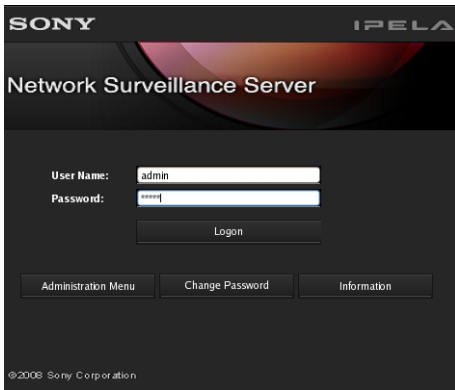 SONY
IPELA
Network Surveillance Server
User Name: admin
Password: *****
Logon
Administration Menu Change Password Information
©2008 Sony Corporation